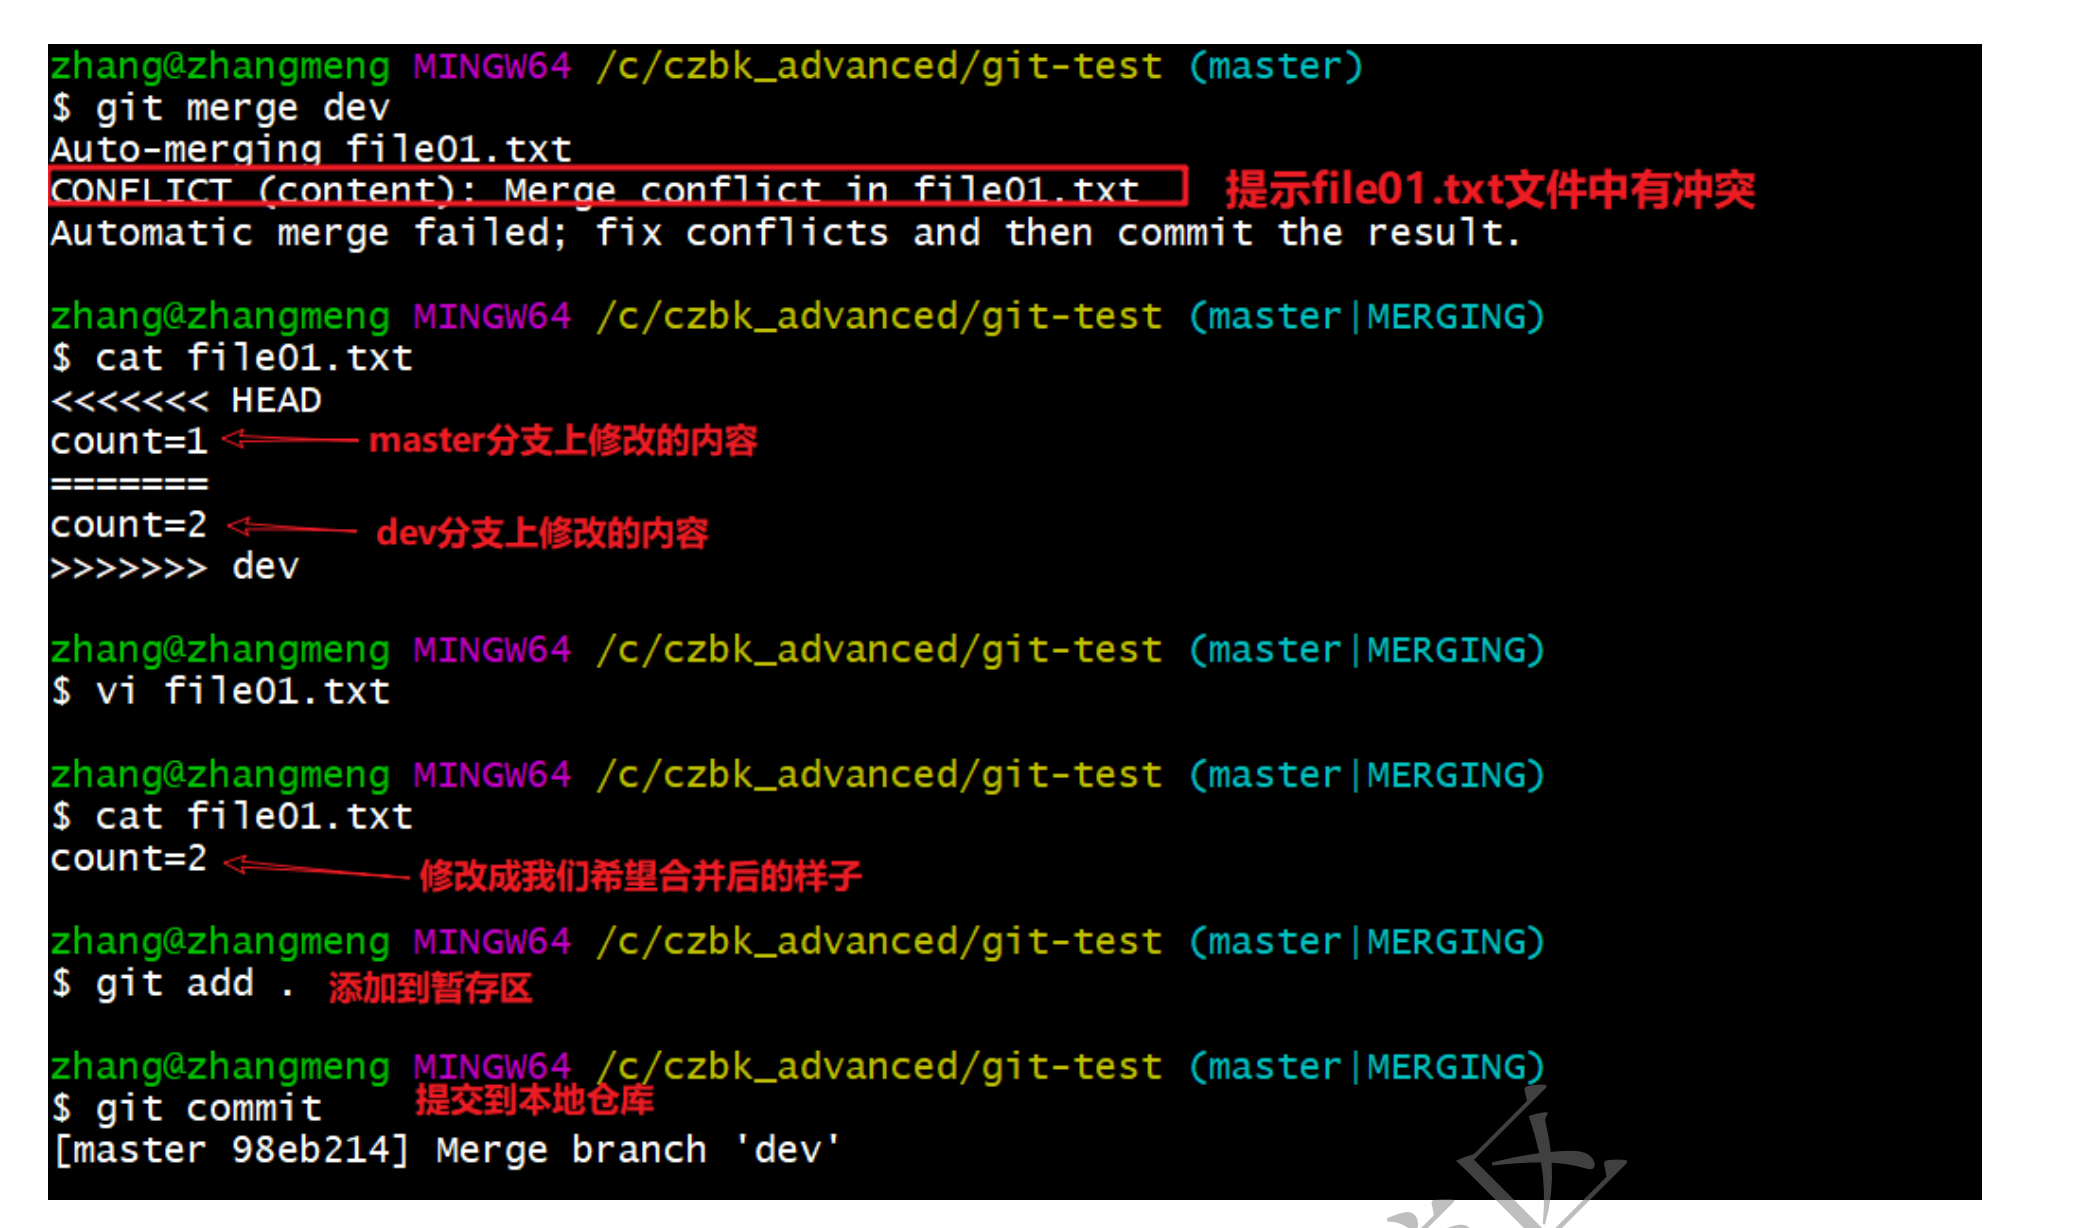 zhang@zhangmeng MINGW64 /c/czbk_advanced/git-test (master)
$ git merge dev
Auto-merging file01.txt
CONFLICT (content): Merge conflict in file01.txt 提示file01.txt文件中有冲突
Automatic merge failed; fix conflicts and then commit the result.
zhang@zhangmeng MINGW64 /c/czbk_advanced/git-test (master|MERGING)
$ cat file01.txt
<<<<<<< HEAD
count=1 master分支上修改的内容
=======
count=2 dev分支上修改的内容
>>>>>>> dev
zhang@zhangmeng MINGW64 /c/czbk_advanced/git-test (master|MERGING)
$ vi file01.txt
zhang@zhangmeng MINGW64 /c/czbk_advanced/git-test (master|MERGING)
$ cat file01.txt
count=2 修改成我们希望合并后的样子
zhang@zhangmeng MINGW64 /c/czbk_advanced/git-test (master|MERGING)
$ git add . 添加到暂存区
zhang@zhangmeng MINGW64 /c/czbk_advanced/git-test (master|MERGING)
$ git commit 提交到本地仓库
[master 98eb214] Merge branch 'dev'